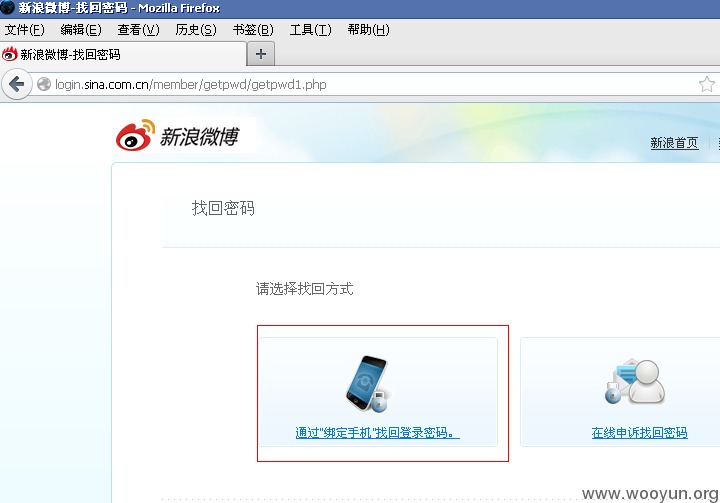 新浪微博-找回密码 - Mozilla Firefox
文件(F) 编辑(E) 查看(V) 历史(S) 书签(B) 工具(T) 帮助(H)
新浪微博-找回密码
login.sina.com.cn/member/getpwd/getpwd1.php
新浪微博
新浪首页
找回密码
请选择找回方式
通过"绑定手机"找回登录密码。
在线申诉找回密码
www.wooyun.org